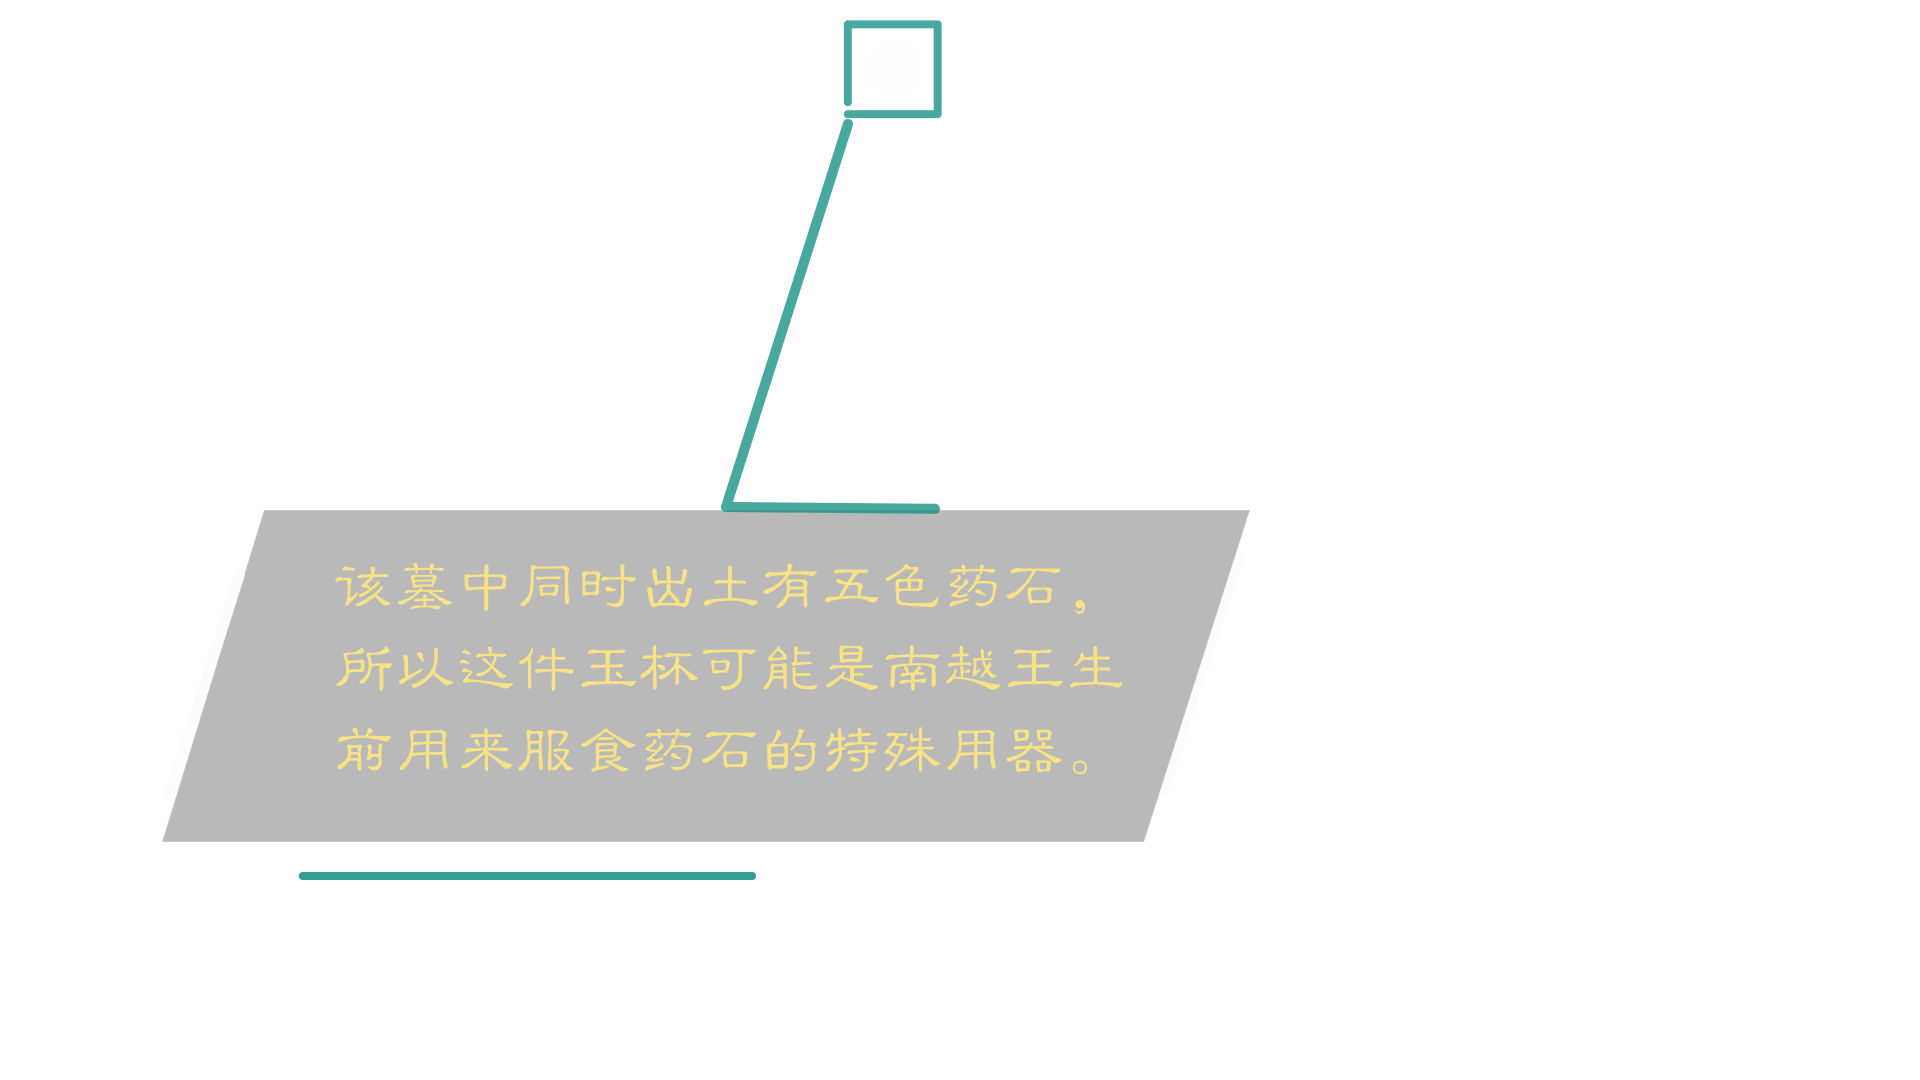 该墓中同时出土有五色药石，
所以这件玉杯可能是南越王生
前用来服食药石的特殊用器。